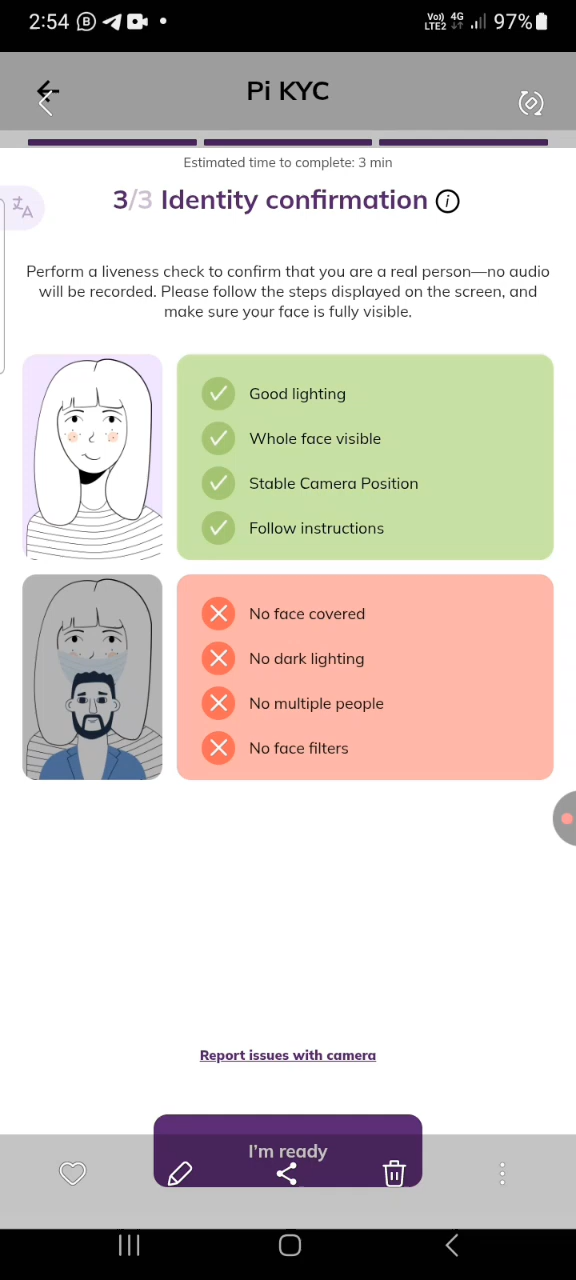 2:54
Vo)) 4G
LTE2
97%
Pi KYC
Estimated time to complete: 3 min
3/3 Identity confirmation i
Perform a liveness check to confirm that you are a real person—no audio
will be recorded. Please follow the steps displayed on the screen, and
make sure your face is fully visible.
Good lighting
Whole face visible
Stable Camera Position
Follow instructions
No face covered
No dark lighting
No multiple people
No face filters
Report issues with camera
I'm ready